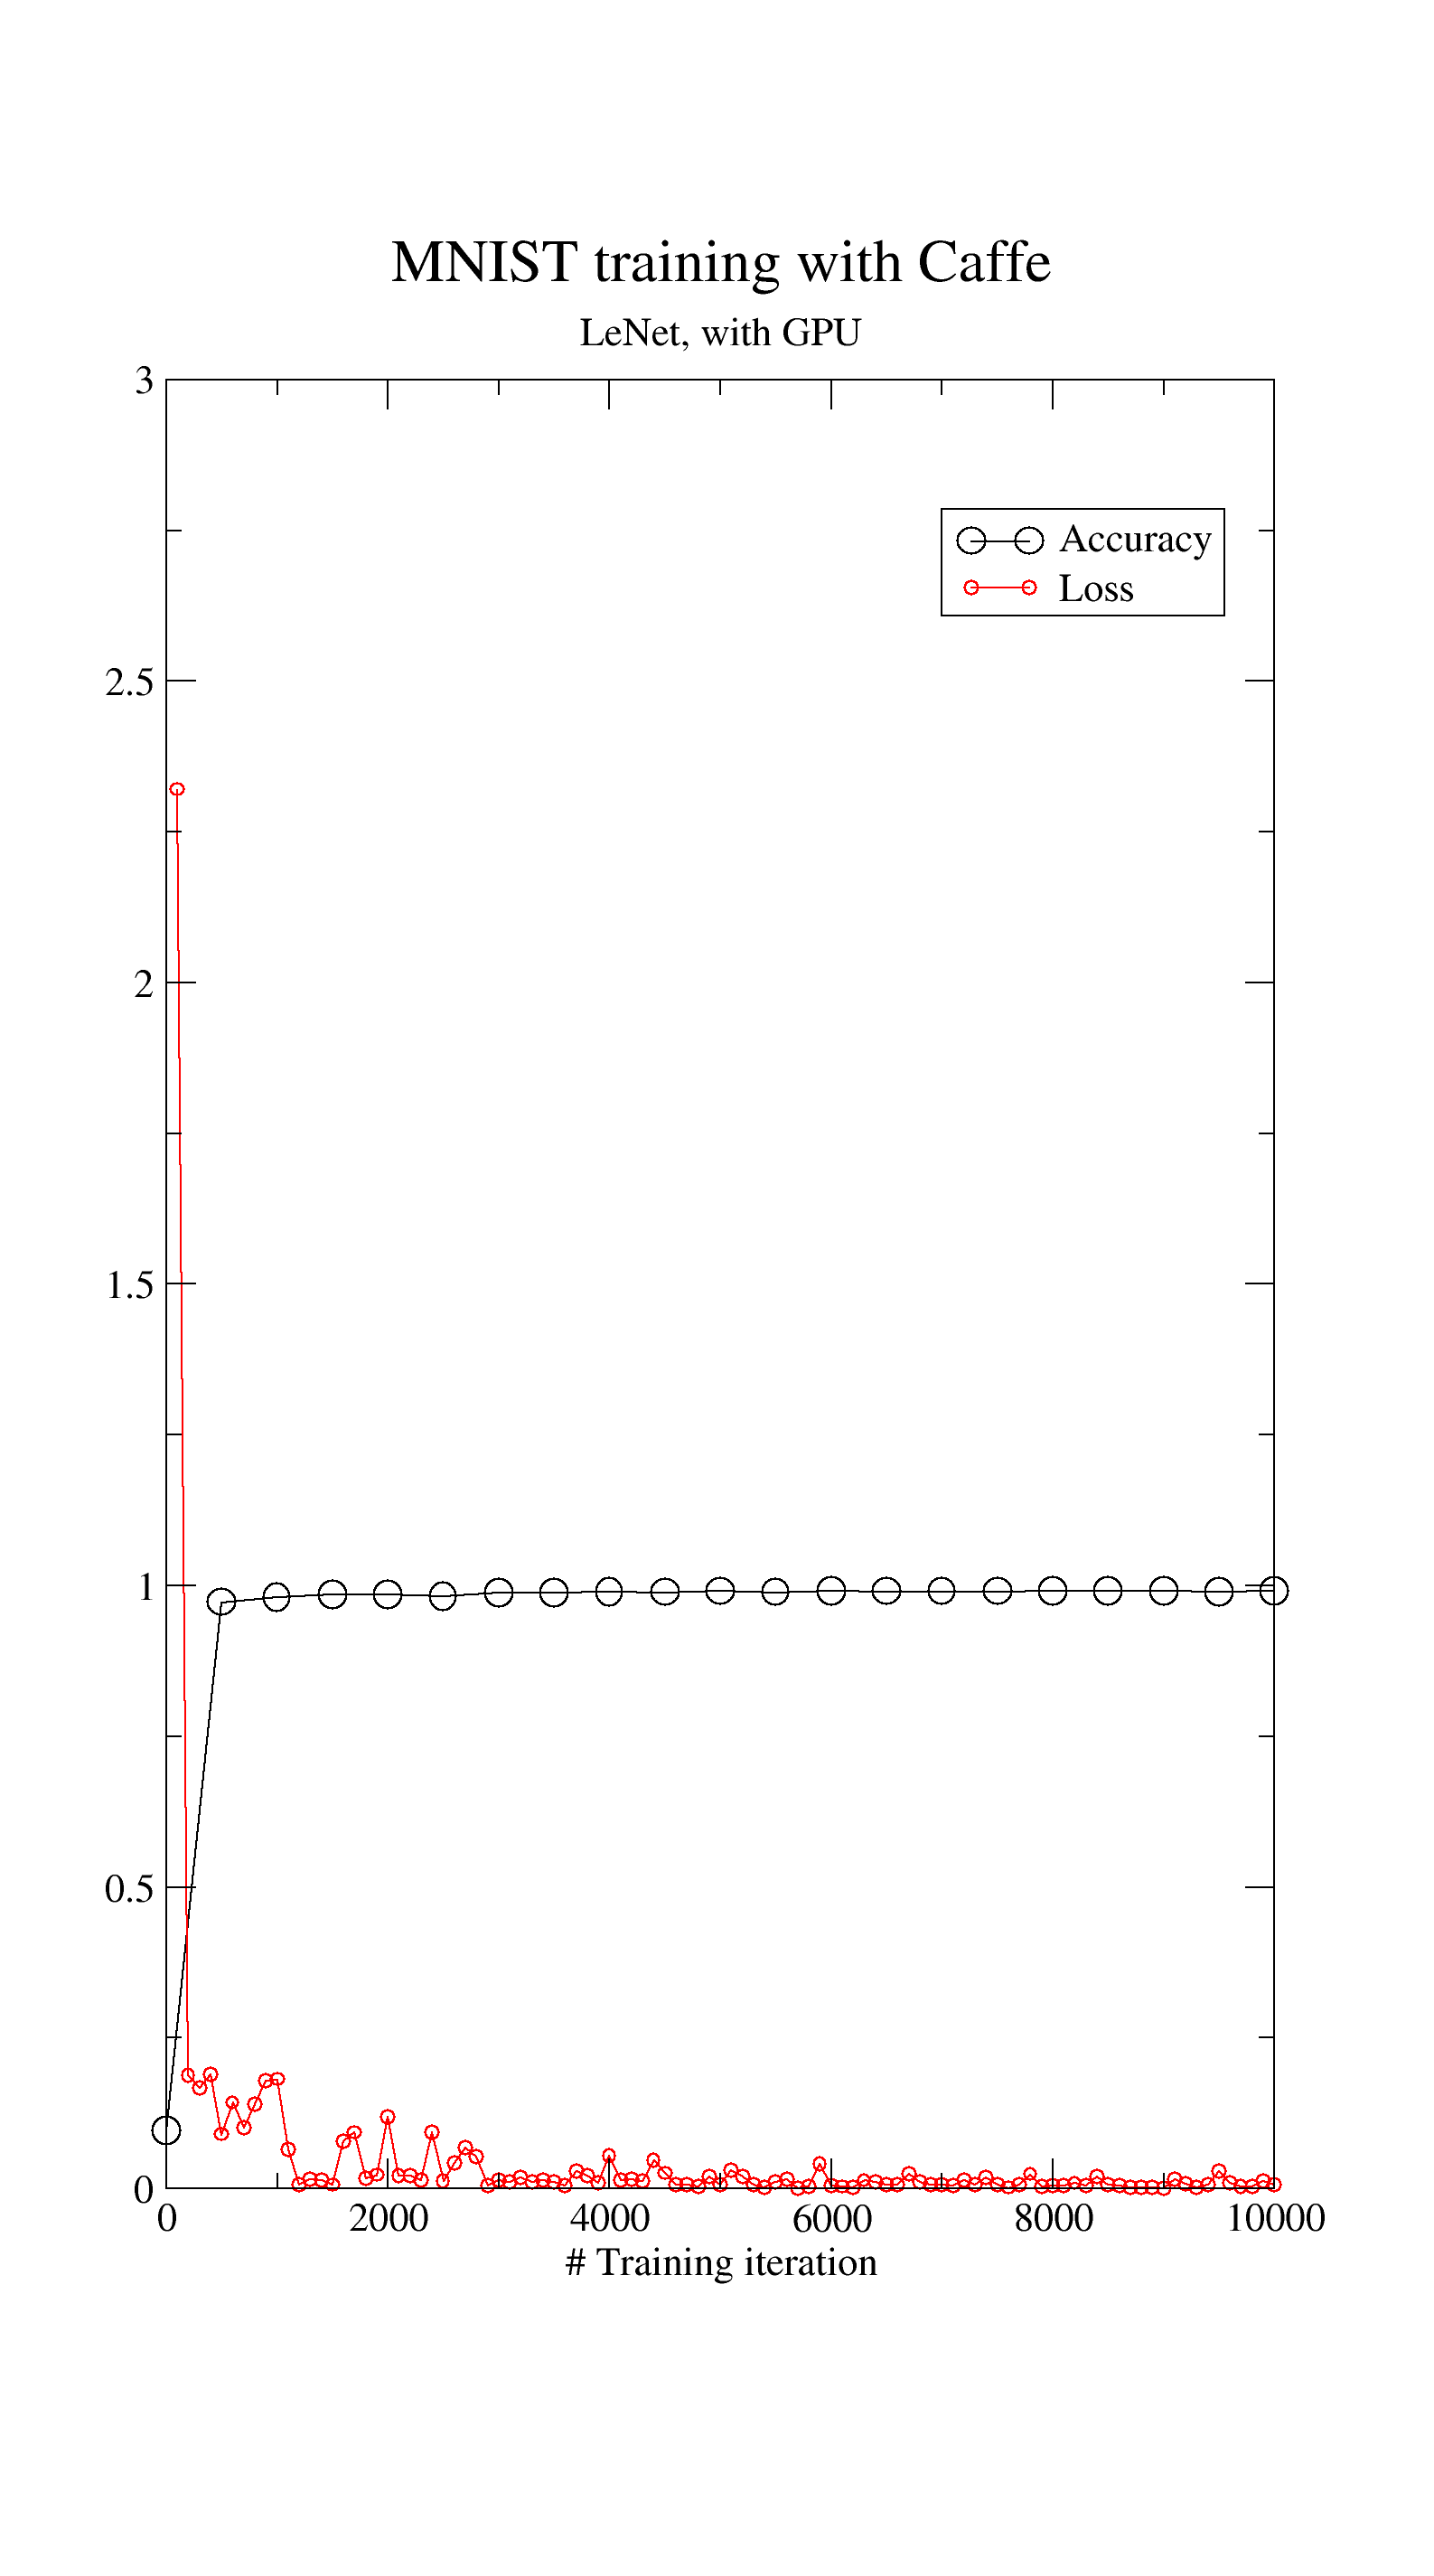 MNIST training with Caffe
LeNet, with GPU
3
Accuracy
Loss
2.5
2
1.5
1
0.5
0
0 2000 4000 6000 8000 10000
# Training iteration